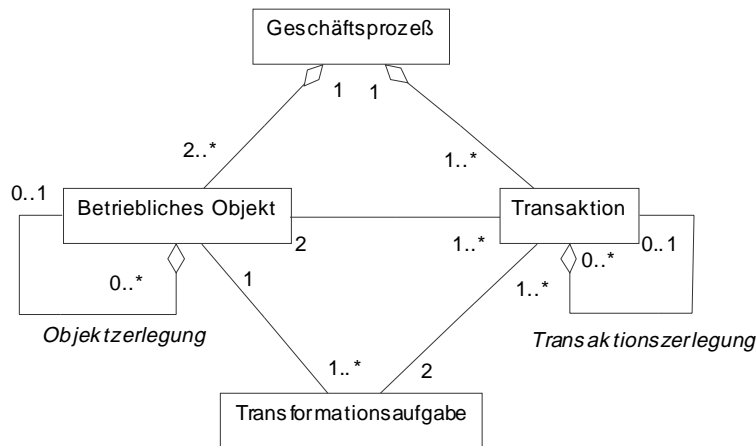 Geschäftsprozeß
1
1
2..*
1..*
0..1
Betriebliches Objekt
Transaktion
2
1..*
0..1
0..*
0..*
1
1..*
Objektzerlegung
Transaktionszerlegung
1..*
2
Transformationsaufgabe